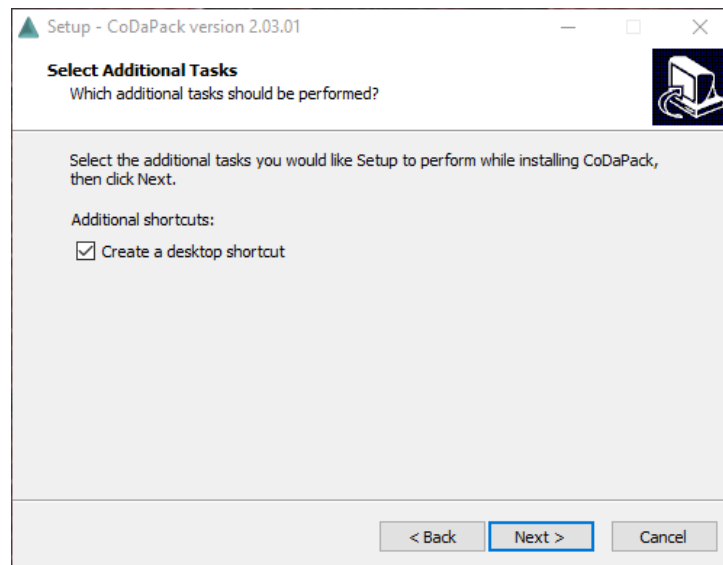 Setup - CoDaPack version 2.03.01
Select Additional Tasks
Which additional tasks should be performed?
Select the additional tasks you would like Setup to perform while installing CoDaPack,
then click Next.
Additional shortcuts:
Create a desktop shortcut
< Back
Next >
Cancel